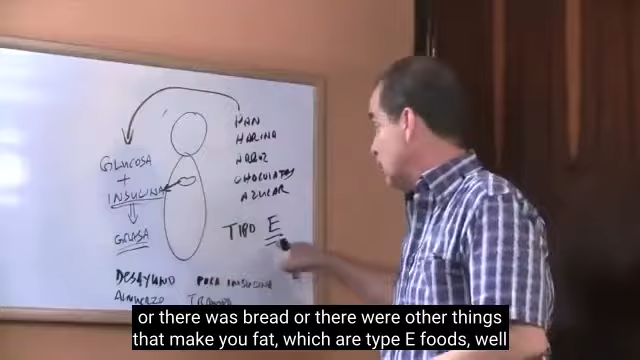 PAN
HARINA
ARROZ
CHOCOLATES
AZUCAR
TIPO E
GLUCOSA
+
INSULINA
GRASA
DESAYUNO POCA INSULINA
ALMUERZO
or there was bread or there were other things
that make you fat, which are type E foods, well